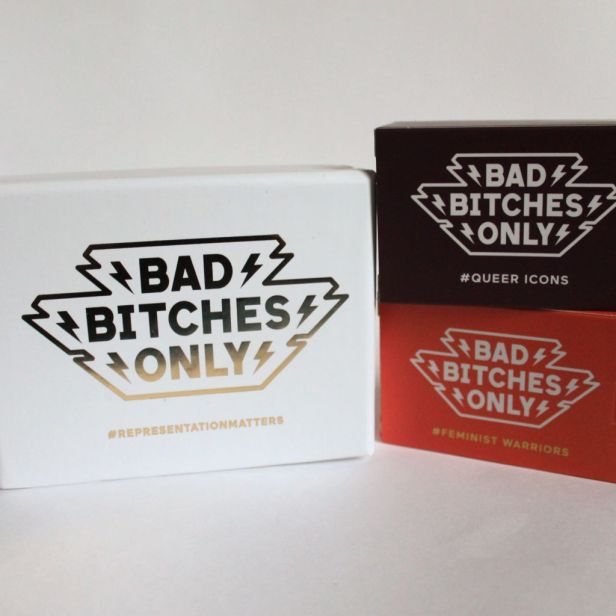 BAD
BITCHES
ONLY
#REPRESENTATIONMATTERS
BAD
BITCHES
ONLY
#QUEER ICONS
BAD
BITCHES
ONLY
#FEMINIST WARRIORS